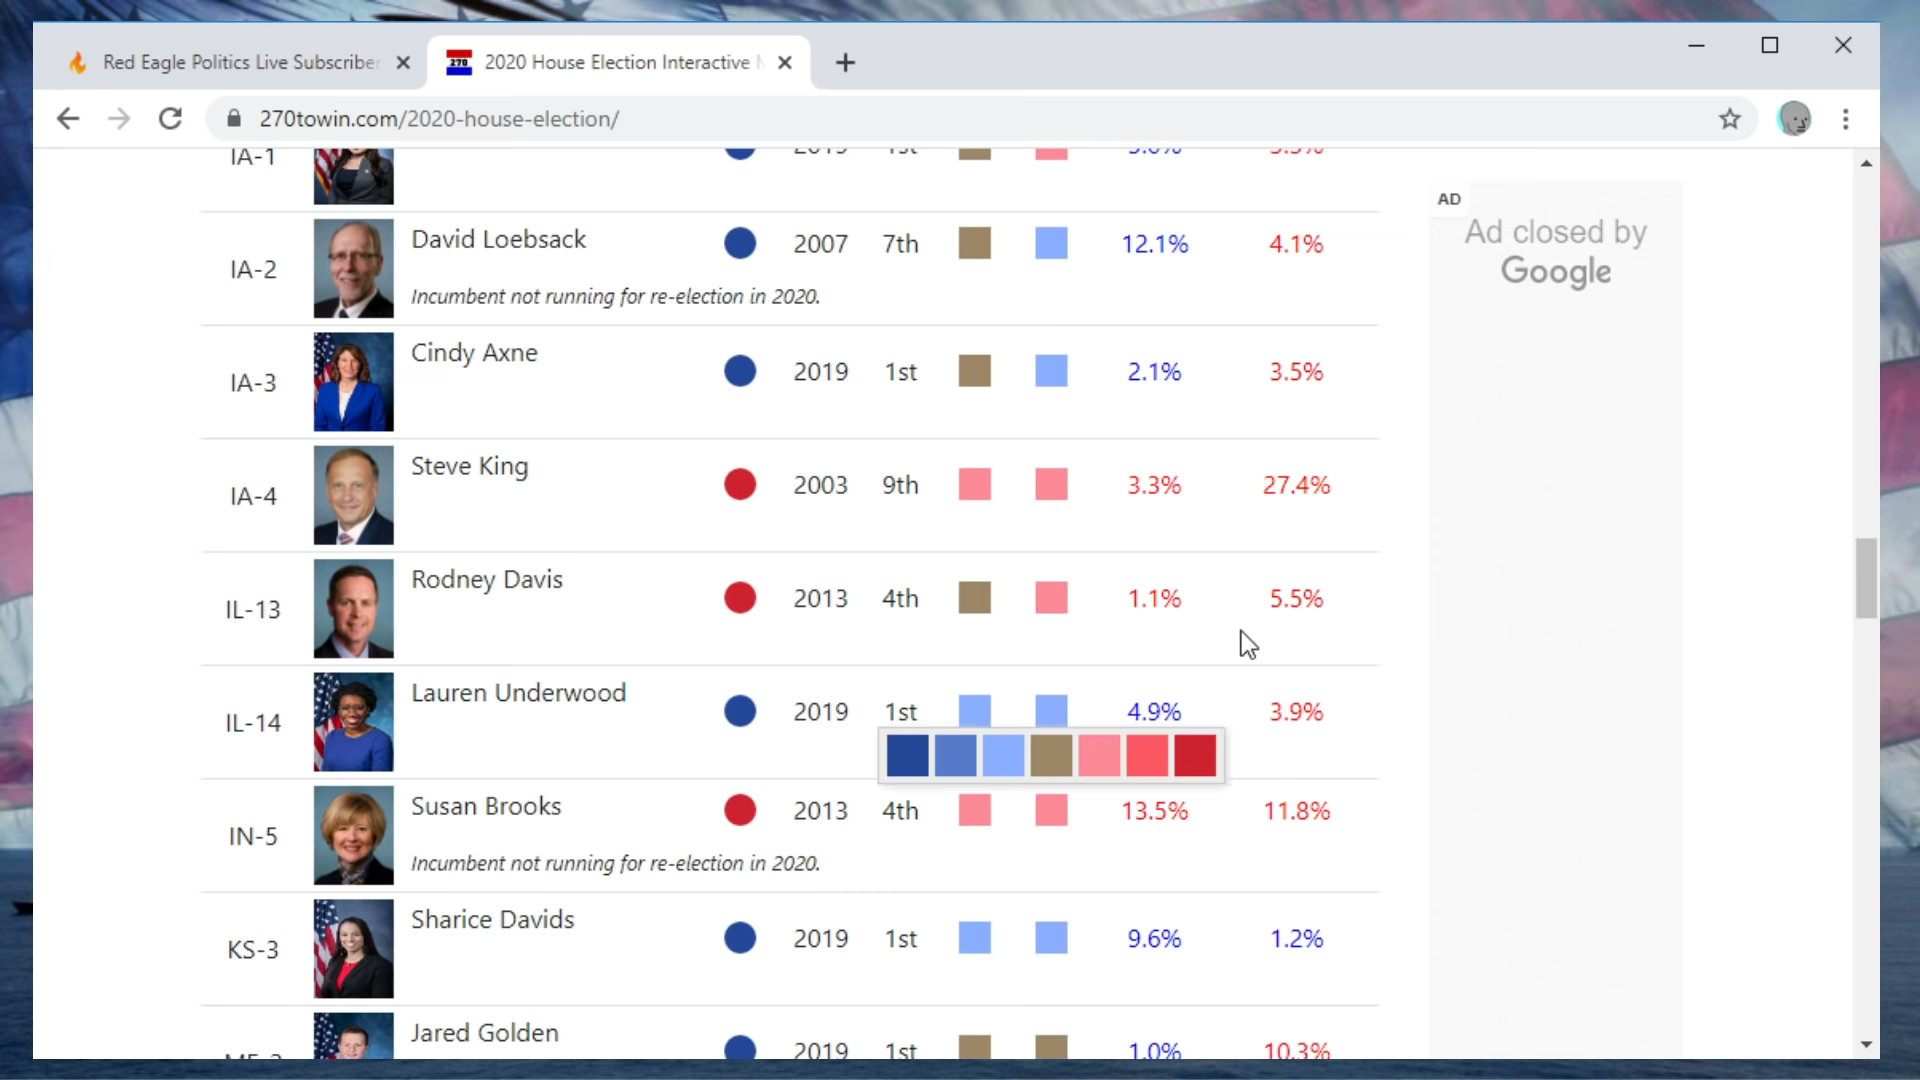 Red Eagle Politics Live Subscriber
270 2020 House Election Interactive
270towin.com/2020-house-election/
IA-1 2019 1st
AD
Ad closed by
Google
David Loebsack
IA-2 2007 7th 12.1% 4.1%
Incumbent not running for re-election in 2020.
Cindy Axne
IA-3 2019 1st 2.1% 3.5%
Steve King
IA-4 2003 9th 3.3% 27.4%
Rodney Davis
IL-13 2013 4th 1.1% 5.5%
Lauren Underwood
IL-14 2019 1st 4.9% 3.9%
Susan Brooks
IN-5 2013 4th 13.5% 11.8%
Incumbent not running for re-election in 2020.
Sharice Davids
KS-3 2019 1st 9.6% 1.2%
Jared Golden
2019 1st 1.0% 10.3%